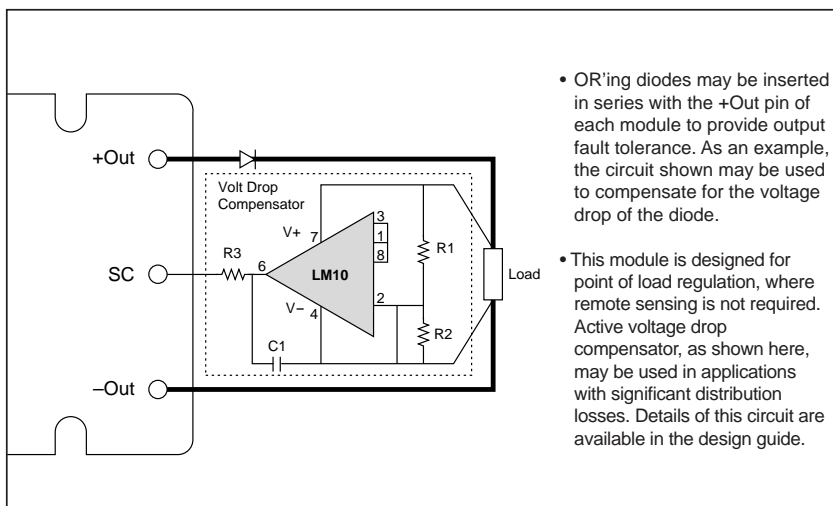 +Out
Volt Drop
Compensator
V+
7
3
1
8
R1
SC
R3
6
LM10
2
Load
V–
4
R2
C1
–Out
• OR'ing diodes may be inserted
in series with the +Out pin of
each module to provide output
fault tolerance. As an example,
the circuit shown may be used
to compensate for the voltage
drop of the diode.
• This module is designed for
point of load regulation, where
remote sensing is not required.
Active voltage drop
compensator, as shown here,
may be used in applications
with significant distribution
losses. Details of this circuit are
available in the design guide.